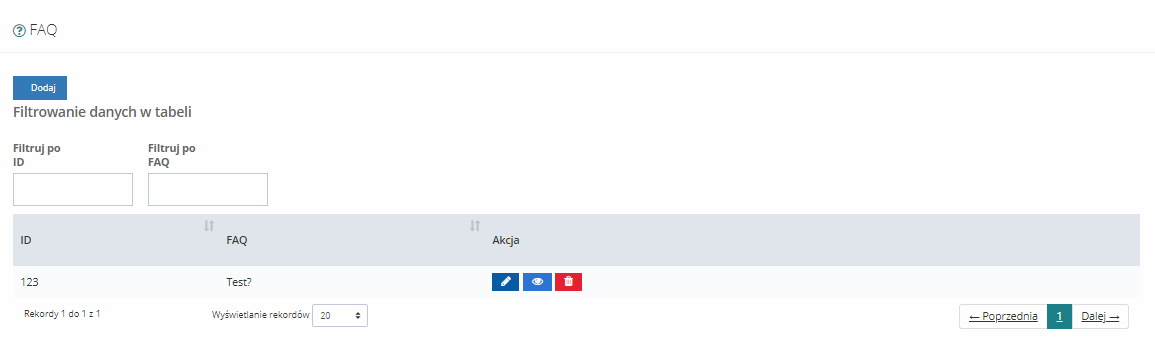 FAQ
Dodaj
Filtrowanie danych w tabeli
Filtruj po
ID
Filtruj po
FAQ
ID FAQ Akcja
123 Test?
Rekordy 1 do 1 z 1 Wyświetlanie rekordów 20 ← Poprzednia 1 Dalej →